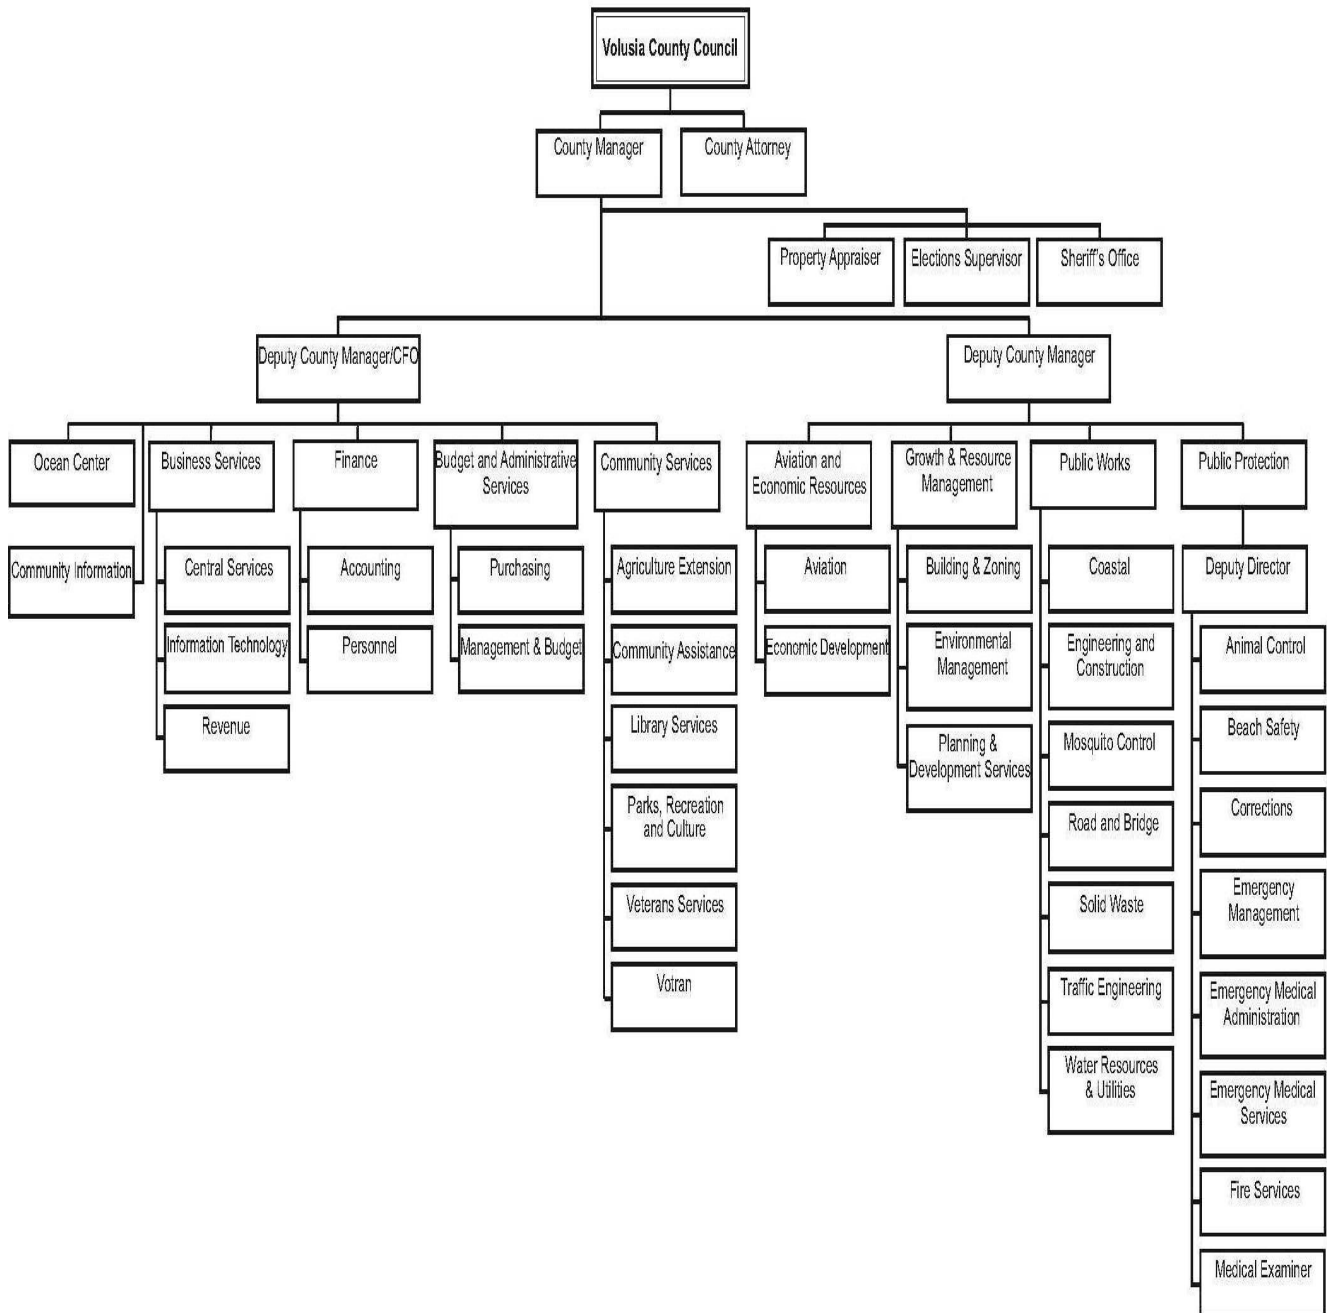 Volusia County Council
County Manager
County Attorney
Property Appraiser
Elections Supervisor
Sheriff's Office
Deputy County Manager/CFO
Deputy County Manager
Ocean Center
Community Information
Business Services
Central Services
Information Technology
Revenue
Finance
Accounting
Personnel
Budget and Administrative
Services
Purchasing
Management & Budget
Community Services
Agriculture Extension
Community Assistance
Library Services
Parks, Recreation
and Culture
Veterans Services
Votran
Aviation and
Economic Resources
Aviation
Economic Development
Growth & Resource
Management
Building & Zoning
Environmental
Management
Planning &
Development Services
Public Works
Coastal
Engineering and
Construction
Mosquito Control
Road and Bridge
Solid Waste
Traffic Engineering
Water Resources
& Utilities
Public Protection
Deputy Director
Animal Control
Beach Safety
Corrections
Emergency
Management
Emergency Medical
Administration
Emergency Medical
Services
Fire Services
Medical Examiner